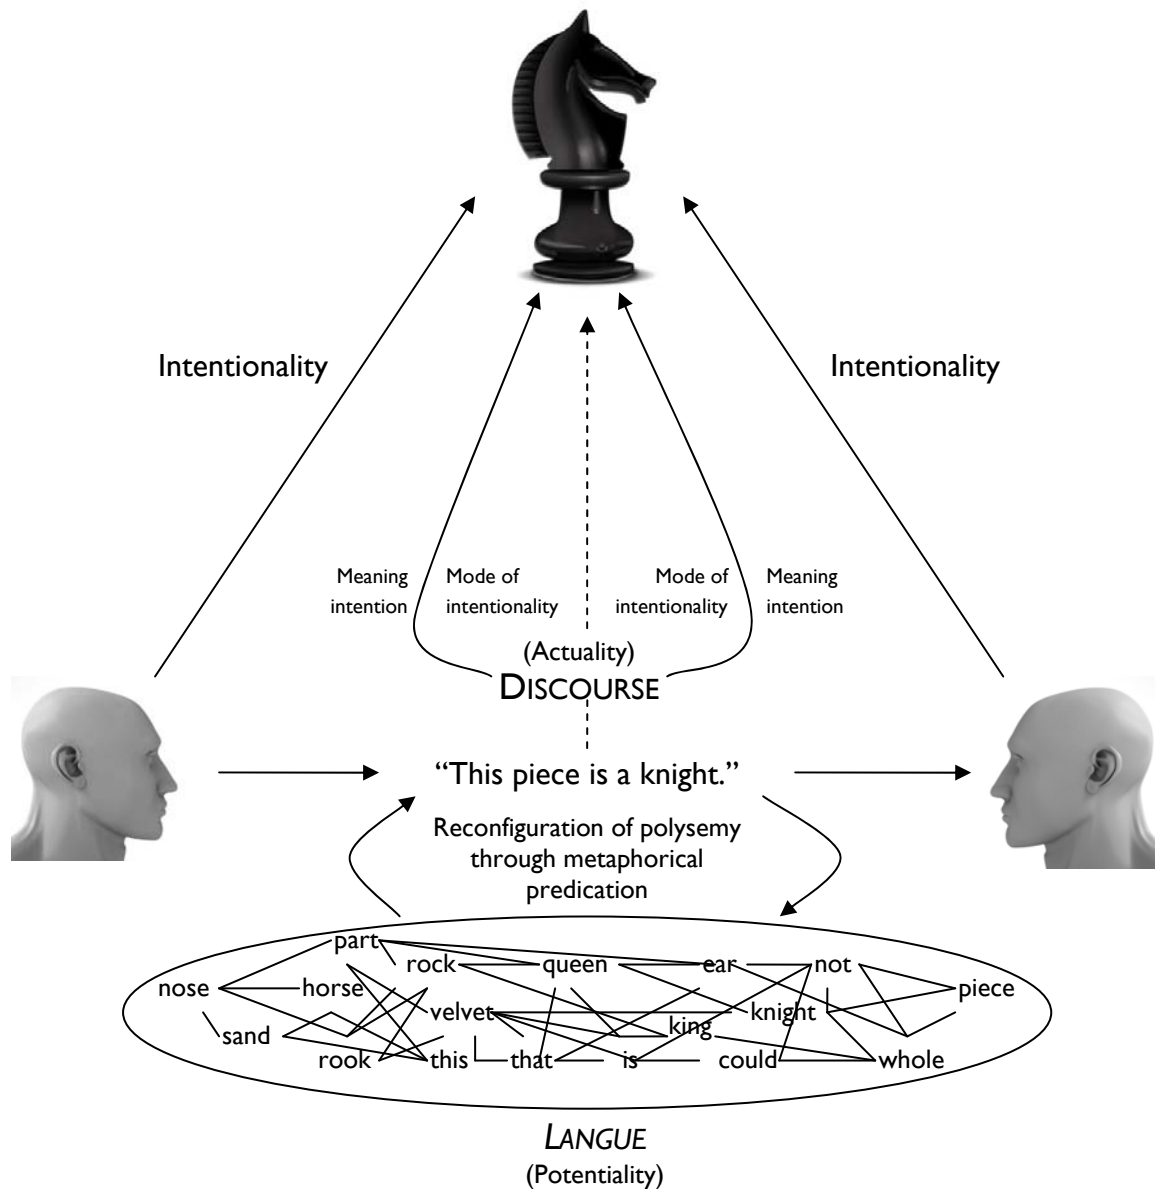 Intentionality
Intentionality
Meaning
intention
Mode of
intentionality
Mode of
intentionality
Meaning
intention
(Actuality)
DISCOURSE
“This piece is a knight.”
Reconfiguration of polysemy
through metaphorical
predication
part
rock
queen
ear
not
nose
horse
piece
velvet
knight
king
sand
rook
this
that
is
could
whole
LANGUE
(Potentiality)